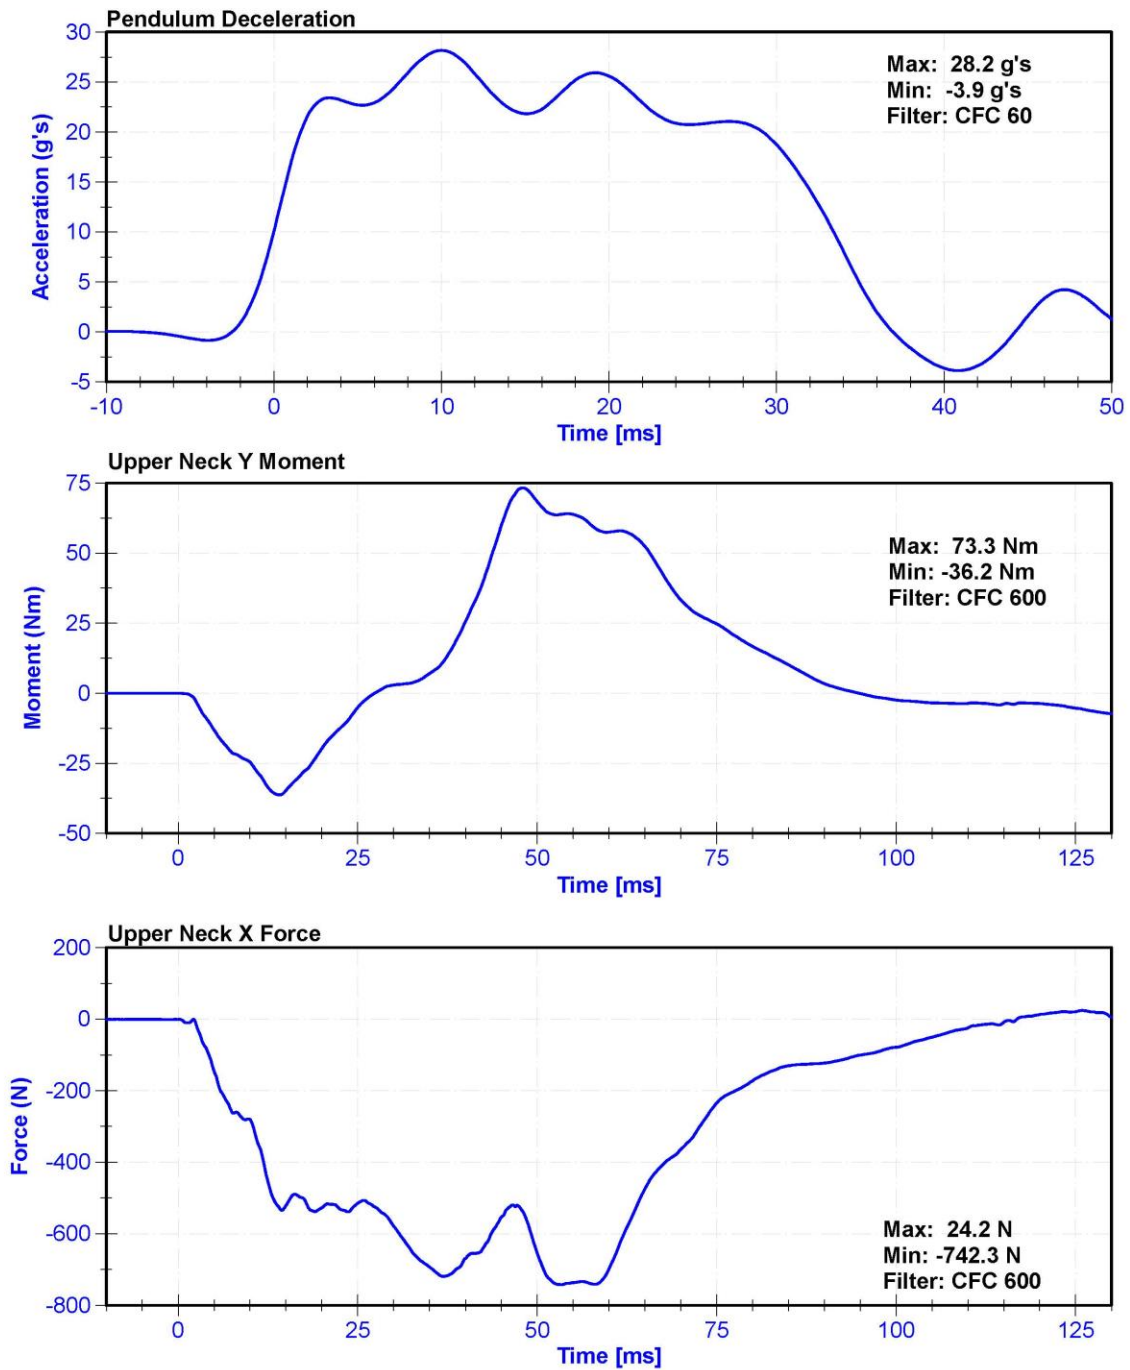 Pendulum Deceleration
30
25
20
15
10
5
0
-5
Acceleration (g's)
Max: 28.2 g's
Min: -3.9 g's
Filter: CFC 60
-10 0 10 20 30 40 50
Time [ms]
Upper Neck Y Moment
75
50
25
0
-25
-50
Moment (Nm)
Max: 73.3 Nm
Min: -36.2 Nm
Filter: CFC 600
0 25 50 75 100 125
Time [ms]
Upper Neck X Force
200
0
-200
-400
-600
-800
Force (N)
Max: 24.2 N
Min: -742.3 N
Filter: CFC 600
0 25 50 75 100 125
Time [ms]